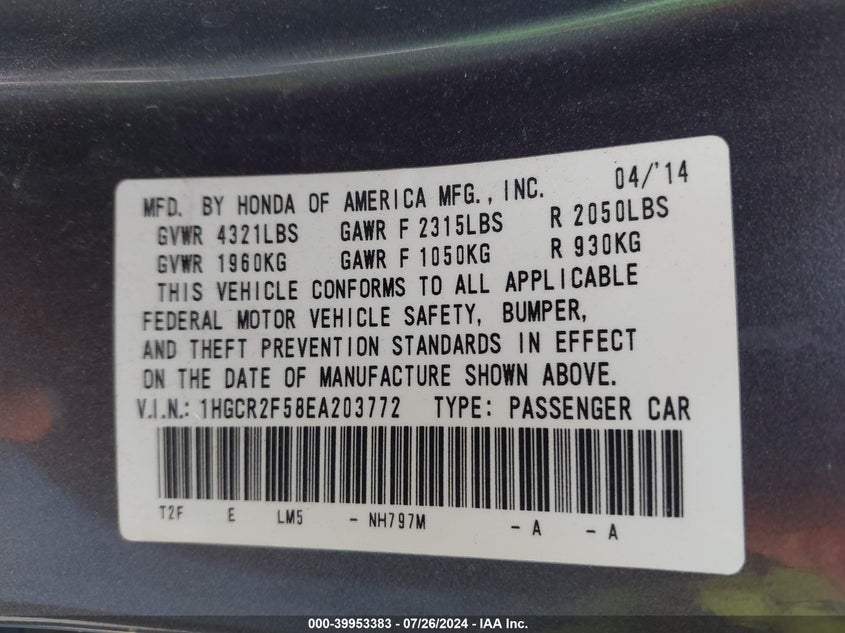 MFD. BY HONDA OF AMERICA MFG., INC. 04/'14
GVWR 4321LBS GAWR F 2315LBS R 2050LBS
GVWR 1960KG GAWR F 1050KG R 930KG
THIS VEHICLE CONFORMS TO ALL APPLICABLE
FEDERAL MOTOR VEHICLE SAFETY, BUMPER,
AND THEFT PREVENTION STANDARDS IN EFFECT
ON THE DATE OF MANUFACTURE SHOWN ABOVE.
V.I.N.: 1HGCR2F58EA203772 TYPE: PASSENGER CAR
T2F E LM5 - NH797M - A - A
000-39953383 / 07/26/2024 - IAA Inc.